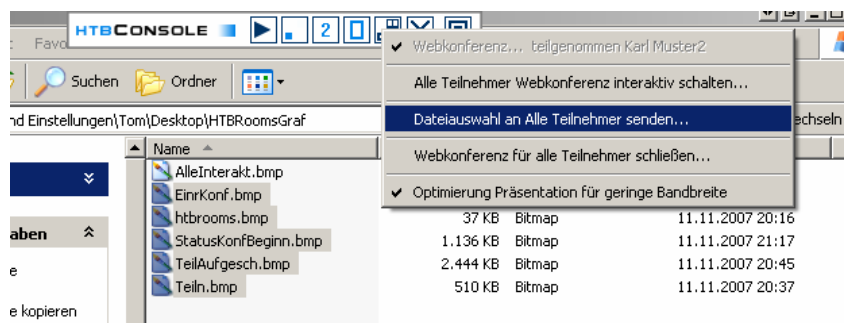 HTBCONSOLE 2
Favo
✔ Webkonferenz... teilgenommen Karl Muster2
Suchen Ordner
Alle Teilnehmer Webkonferenz interaktiv schalten...
nd Einstellungen\Tom\Desktop\HTBRoomsGraf
Dateiauswahl an Alle Teilnehmer senden...
echseln
Name
Webkonferenz für alle Teilnehmer schließen...
AlleInterakt.bmp
EinrKonf.bmp
✔ Optimierung Präsentation für geringe Bandbreite
htbrooms.bmp 37 KB Bitmap 11.11.2007 20:16
aben
StatusKonfBeginn.bmp 1.136 KB Bitmap 11.11.2007 21:17
TeilAufgesch.bmp 2.444 KB Bitmap 11.11.2007 20:45
e
Teiln.bmp 510 KB Bitmap 11.11.2007 20:37
e kopieren